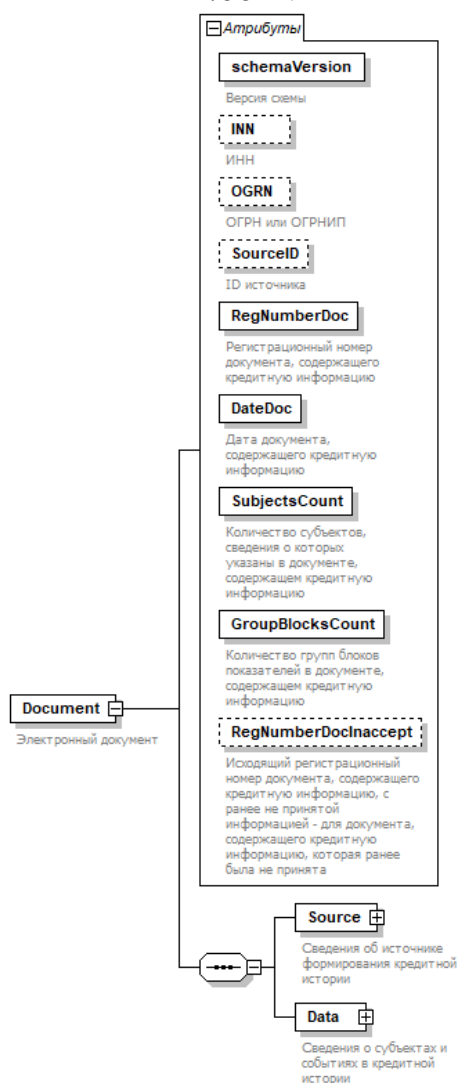 Атрибуты
schemaVersion
Версия схемы
INN
ИНН
OGRN
ОГРН или ОГРНИП
SourceID
ID источника
RegNumberDoc
Регистрационный номер
документа, содержащего
кредитную информацию
DateDoc
Дата документа,
содержащего кредитную
информацию
SubjectsCount
Количество субъектов,
сведения о которых
указаны в документе,
содержащем кредитную
информацию
GroupBlocksCount
Количество групп блоков
показателей в документе,
содержащем кредитную
информацию
Document
Электронный документ
RegNumberDocInaccept
Исходящий регистрационный
номер документа, содержащего
кредитную информацию, с
ранее не принятой
информацией - для документа,
содержащего кредитную
информацию, которая ранее
была не принята
Source
Сведения об источнике
формирования кредитной
истории
Data
Сведения о субъектах и
событиях в кредитной
истории